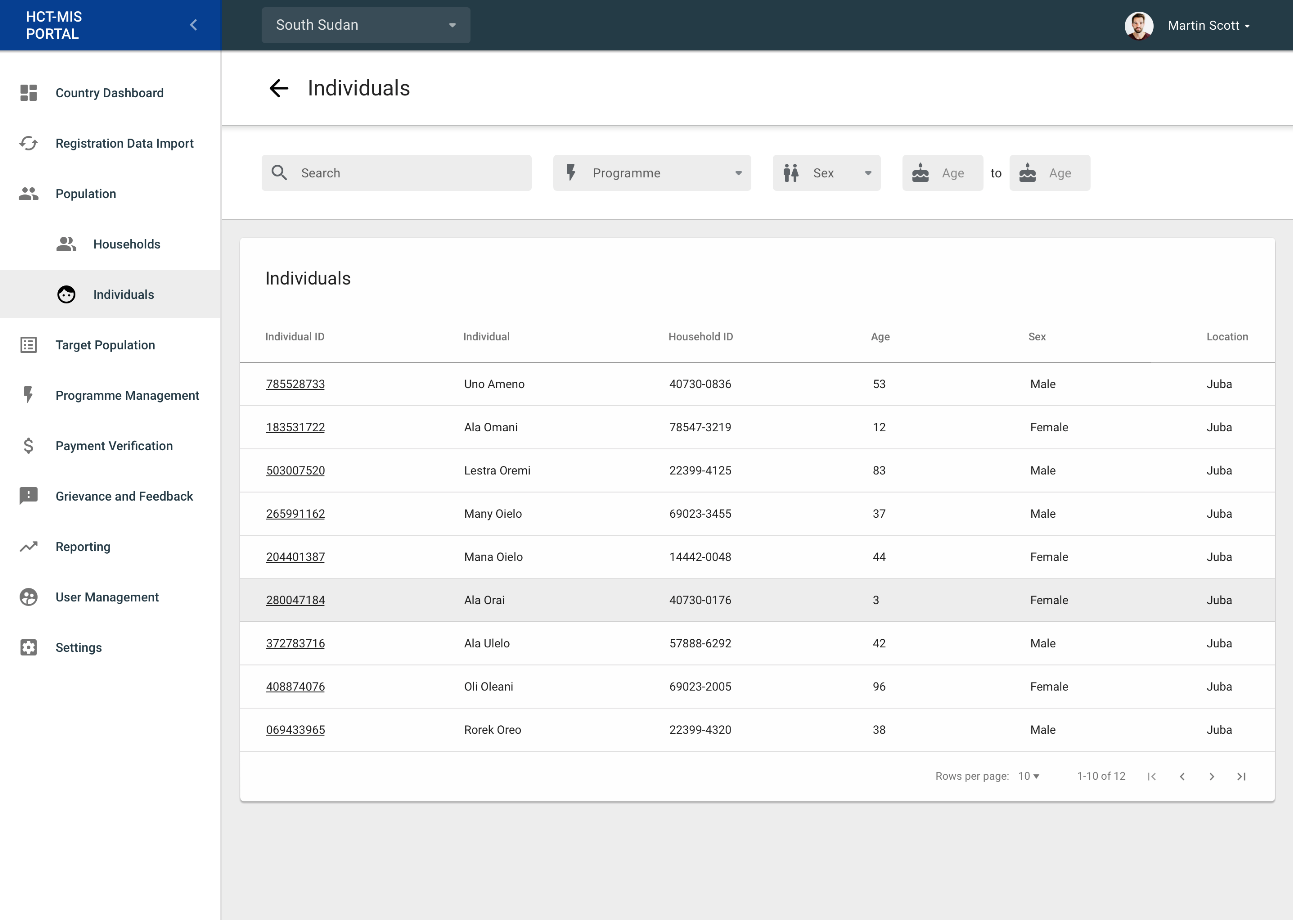 HCT-MIS
PORTAL
South Sudan
Martin Scott
Country Dashboard
Registration Data Import
Population
Households
Individuals
Target Population
Programme Management
Payment Verification
Grievance and Feedback
Reporting
User Management
Settings
Individuals
Search
Programme
Sex
Age
to
Age
Individuals
Individual ID Individual Household ID Age Sex Location
785528733 Uno Ameno 40730-0836 53 Male Juba
183531722 Ala Omani 78547-3219 12 Female Juba
503007520 Lestra Oremi 22399-4125 83 Male Juba
265991162 Many Oielo 69023-3455 37 Male Juba
204401387 Mana Oielo 14442-0048 44 Female Juba
280047184 Ala Orai 40730-0176 3 Female Juba
372783716 Ala Ulelo 57888-6292 42 Male Juba
408874076 Oli Oleani 69023-2005 96 Female Juba
069433965 Rorek Oreo 22399-4320 38 Male Juba
Rows per page: 10 1-10 of 12